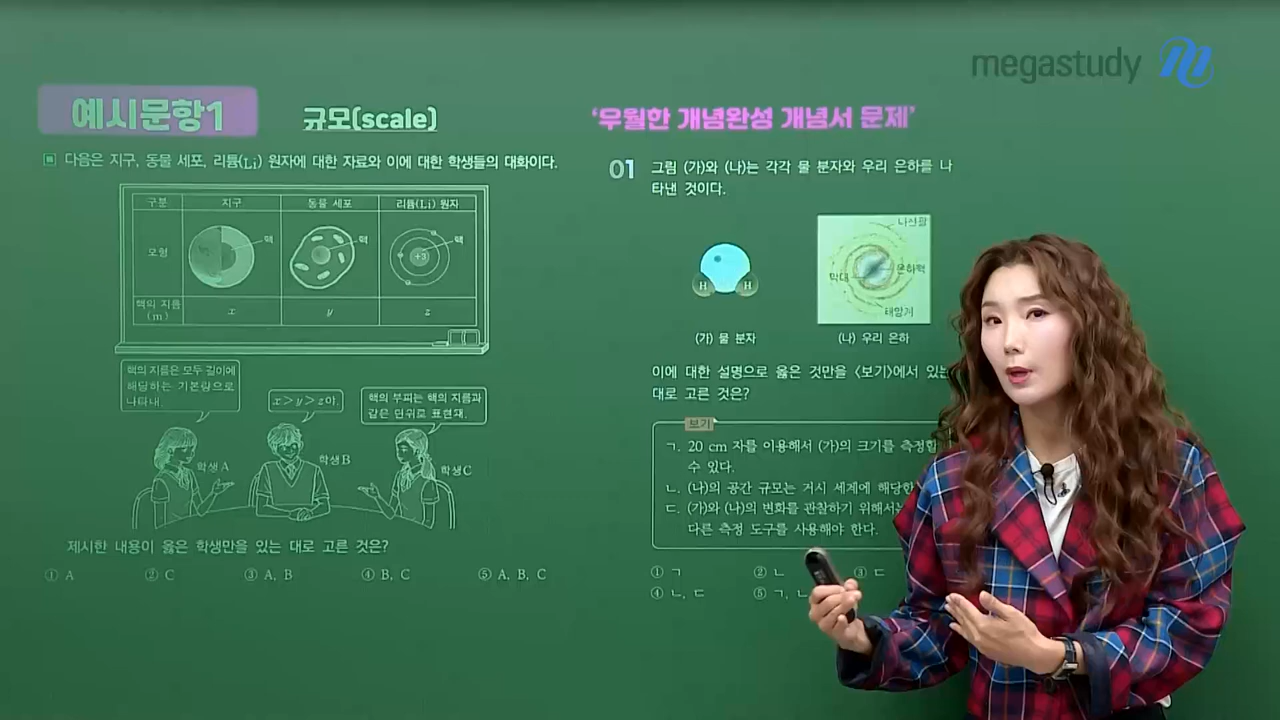 megastudy
예시문항1
규모(scale)
다음은 지구, 동물 세포, 리튬(Li) 원자에 대한 자료와 이에 대한 학생들의 대화이다.
구분 지구 동물 세포 리튬(Li) 원자
모형 핵 핵 +3 핵
핵의 지름
(m) x y z
핵의 지름은 모두 길이에
해당하는 기본량으로
나타내.
x>y>z야.
핵의 부피는 핵의 지름과
같은 단위로 표현돼.
학생A
학생B
학생C
제시한 내용이 옳은 학생만을 있는 대로 고른 것은?
① A ② C ③ A, B ④ B, C ⑤ A, B, C
'우월한 개념완성 개념서 문제'
01 그림 (가)와 (나)는 각각 물 분자와 우리 은하를 나
타낸 것이다.
H H
나선팔
은하핵
막대
태양계
(가) 물 분자 (나) 우리 은하
이에 대한 설명으로 옳은 것만을 <보기>에서 있는
대로 고른 것은?
보기
ㄱ. 20 cm 자를 이용해서 (가)의 크기를 측정할
수 있다.
ㄴ. (나)의 공간 규모는 거시 세계에 해당한
ㄷ. (가)와 (나)의 변화를 관찰하기 위해서는
다른 측정 도구를 사용해야 한다.
① ㄱ ② ㄴ ③ ㄷ
④ ㄴ, ㄷ ⑤ ㄱ, ㄴ